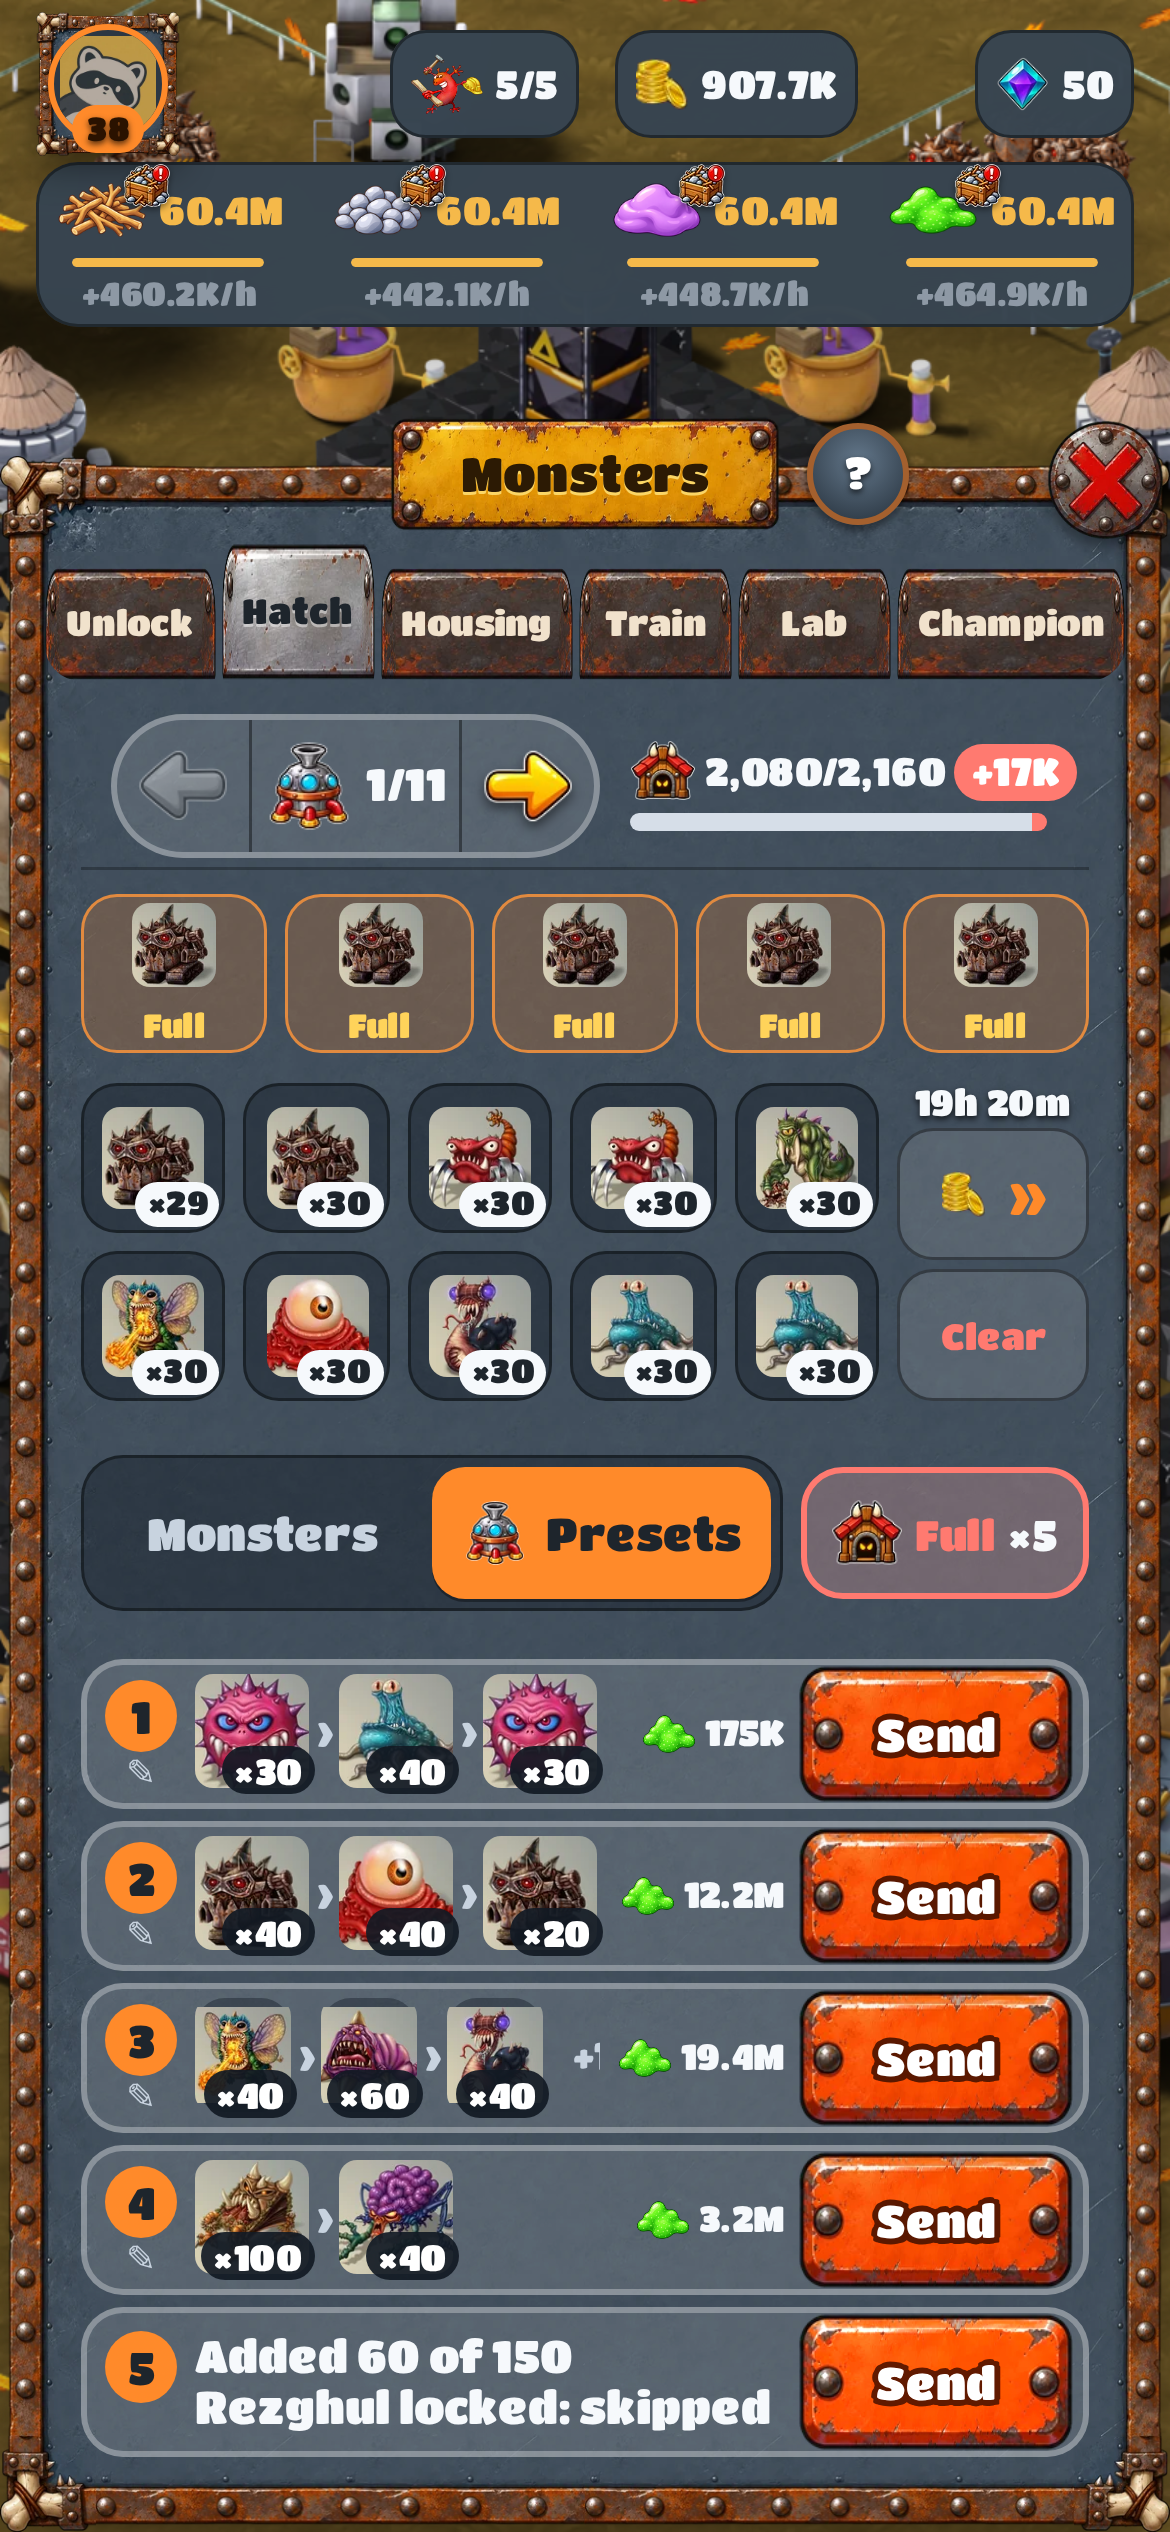 38
5/5
907.7K
50
60.4M
60.4M
60.4M
60.4M
+460.2K/h
+442.1K/h
+448.7K/h
+464.9K/h
Monsters
?
Unlock
Hatch
Housing
Train
Lab
Champion
1/11
2,080/2,160
+17K
Full
Full
Full
Full
Full
×29
×30
×30
×30
×30
19h 20m
×30
×30
×30
×30
×30
Clear
Monsters
Presets
Full ×5
1
×30
×40
×30
175K
Send
2
×40
×40
×20
12.2M
Send
3
×40
×60
×40
19.4M
Send
4
×100
×40
3.2M
Send
5
Added 60 of 150
Rezghul locked: skipped
Send